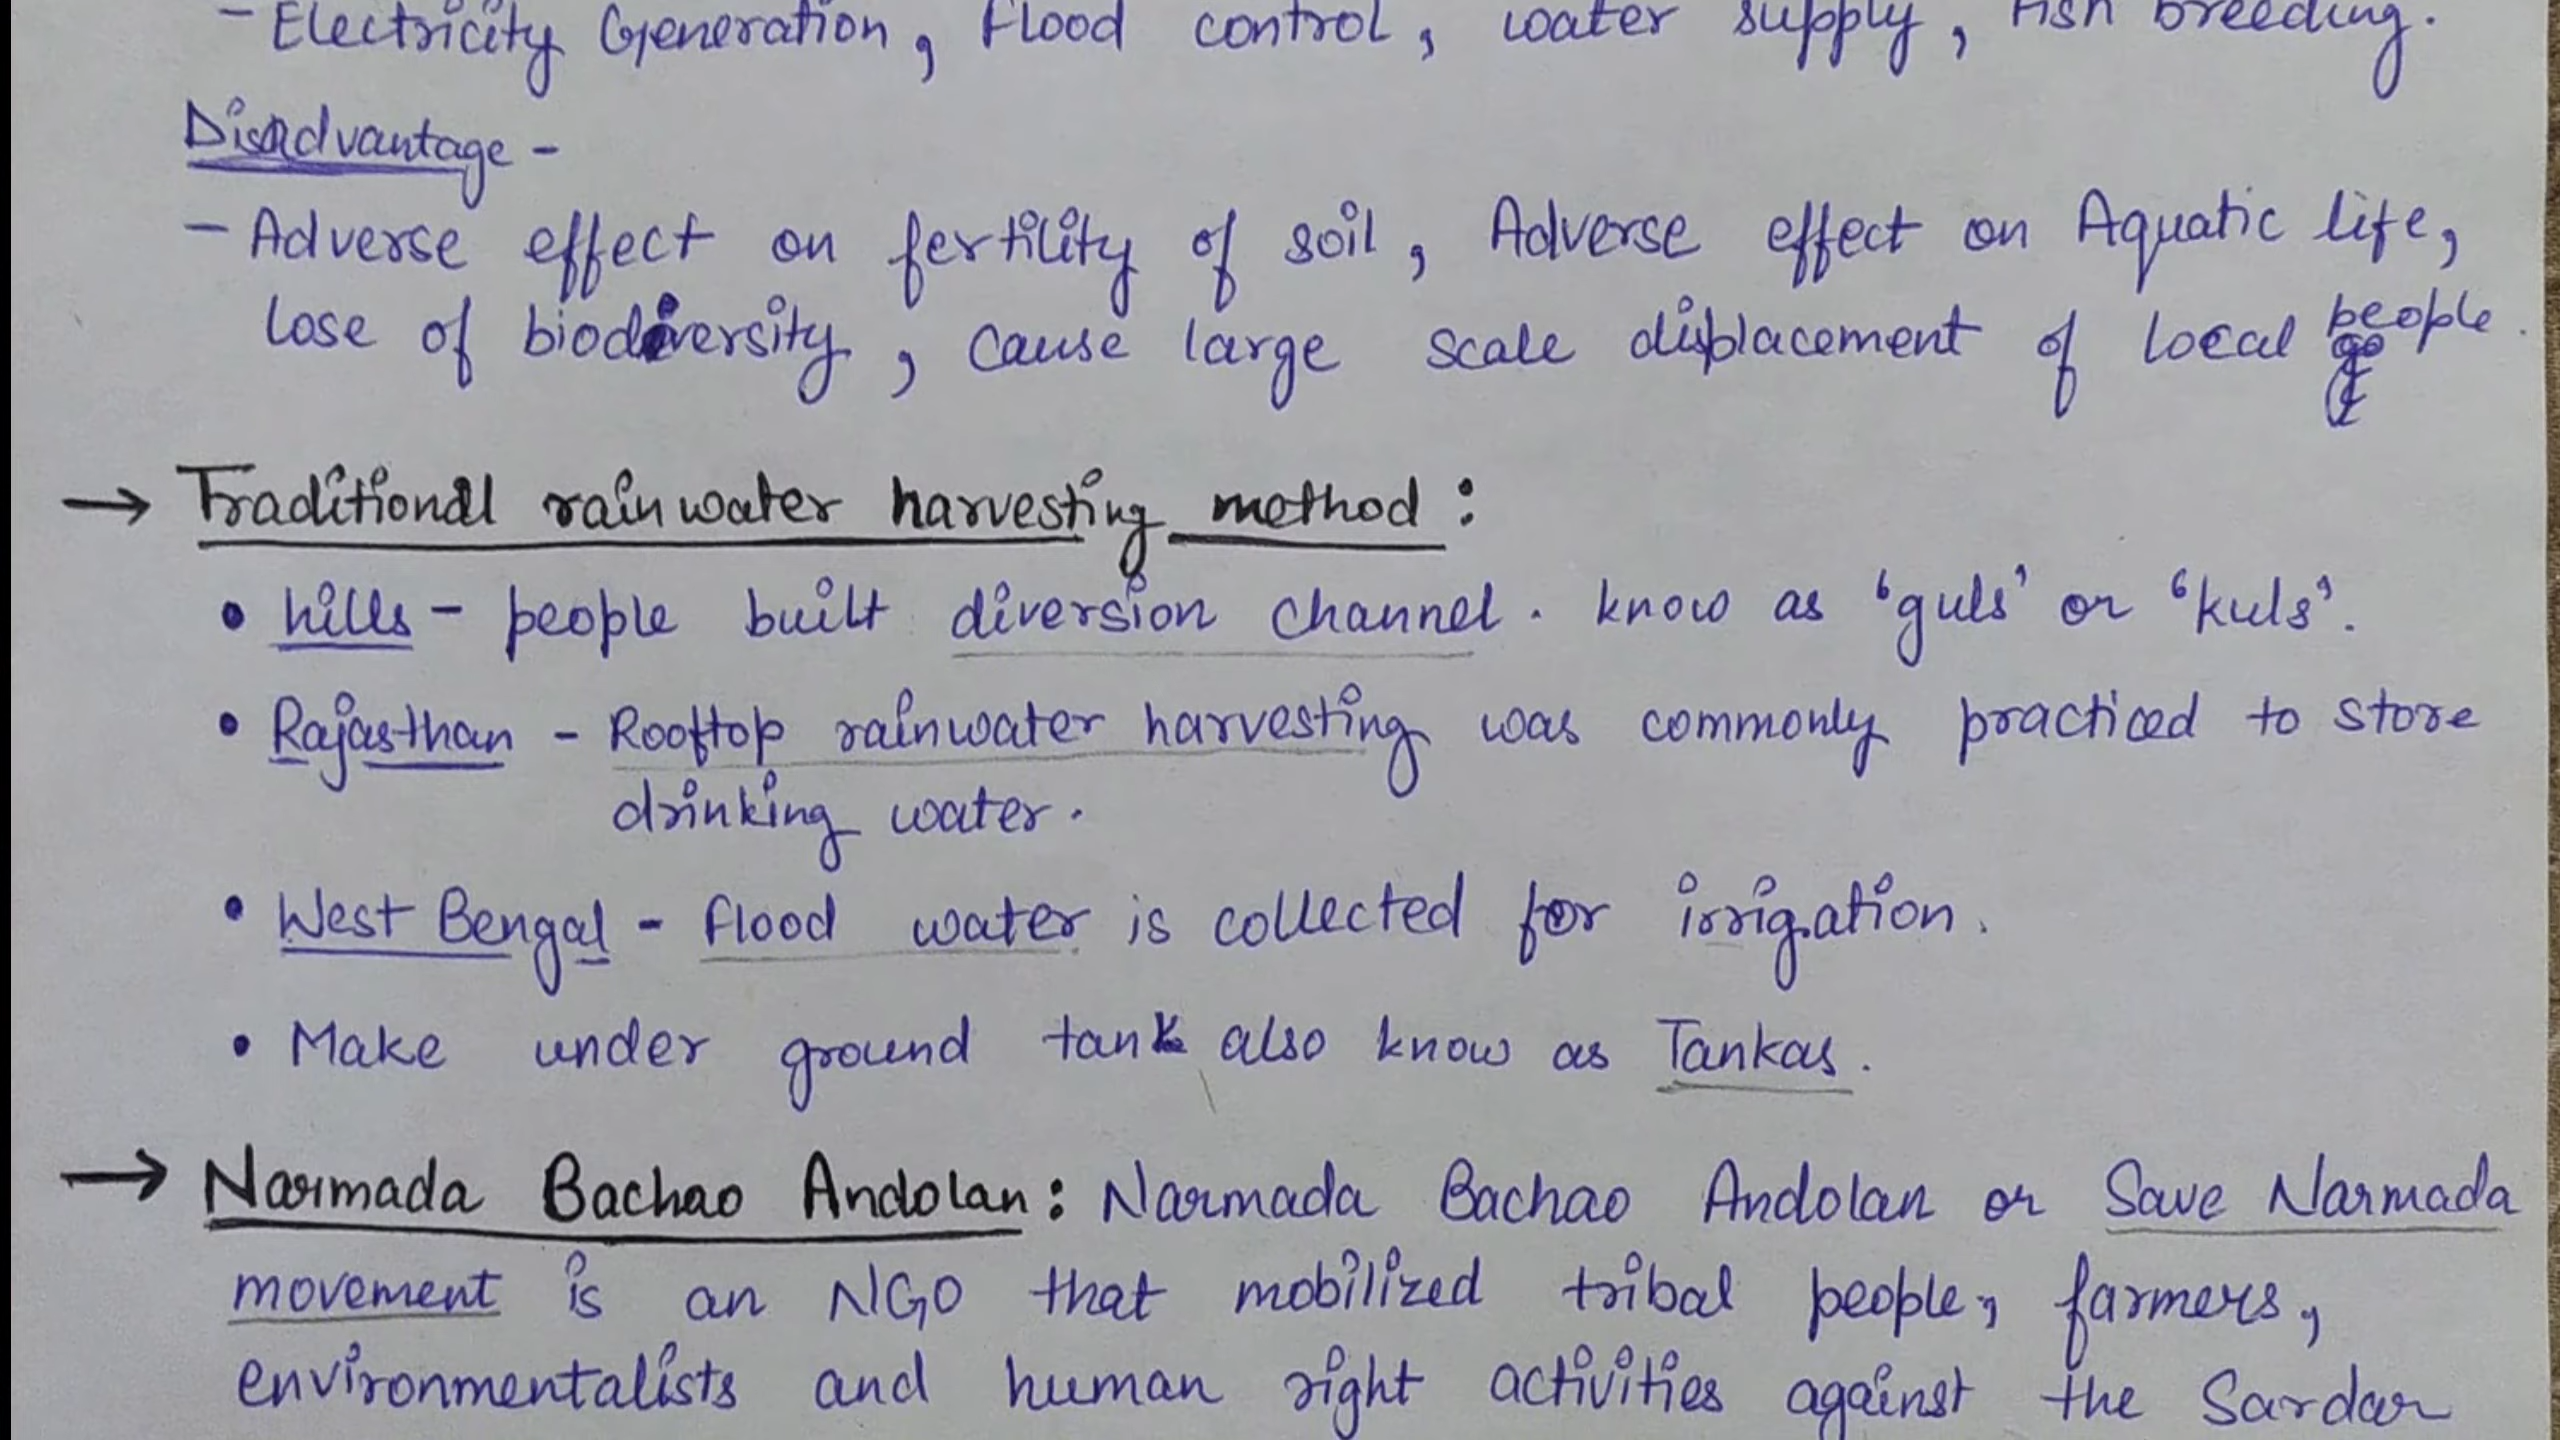 - Electricity Generation, Flood control, water supply, Fish breeding.
Disadvantage -
- Adverse effect on fertility of soil, Adverse effect on Aquatic life,
lose of biodiversity, cause large scale displacement of local people.
→ Traditional rainwater harvesting method:
• hills - people built diversion channel. know as 'guls' or 'kuls'.
• Rajasthan - Rooftop rainwater harvesting was commonly practiced to store
drinking water.
• West Bengal - flood water is collected for irrigation.
• Make under ground tank also know as Tankas.
→ Narmada Bachao Andolan: Narmada Bachao Andolan or Save Narmada
movement is an NGO that mobilized tribal people, farmers,
environmentalists and human right activities against the Sardar